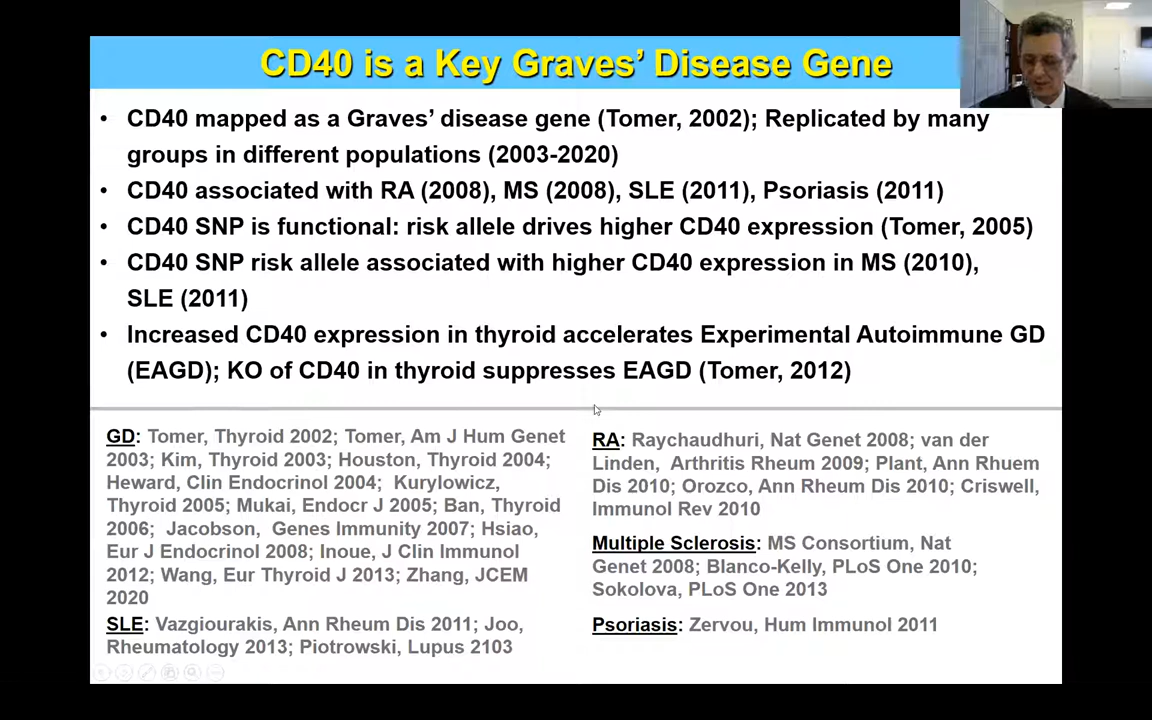 CD40 is a Key Graves' Disease Gene
• CD40 mapped as a Graves' disease gene (Tomer, 2002); Replicated by many
groups in different populations (2003-2020)
• CD40 associated with RA (2008), MS (2008), SLE (2011), Psoriasis (2011)
• CD40 SNP is functional: risk allele drives higher CD40 expression (Tomer, 2005)
• CD40 SNP risk allele associated with higher CD40 expression in MS (2010),
SLE (2011)
• Increased CD40 expression in thyroid accelerates Experimental Autoimmune GD
(EAGD); KO of CD40 in thyroid suppresses EAGD (Tomer, 2012)
GD: Tomer, Thyroid 2002; Tomer, Am J Hum Genet
2003; Kim, Thyroid 2003; Houston, Thyroid 2004;
Heward, Clin Endocrinol 2004; Kurylowicz,
Thyroid 2005; Mukai, Endocr J 2005; Ban, Thyroid
2006; Jacobson, Genes Immunity 2007; Hsiao,
Eur J Endocrinol 2008; Inoue, J Clin Immunol
2012; Wang, Eur Thyroid J 2013; Zhang, JCEM
2020
SLE: Vazgiourakis, Ann Rheum Dis 2011; Joo,
Rheumatology 2013; Piotrowski, Lupus 2103
RA: Raychaudhuri, Nat Genet 2008; van der
Linden, Arthritis Rheum 2009; Plant, Ann Rhuem
Dis 2010; Orozco, Ann Rheum Dis 2010; Criswell,
Immunol Rev 2010
Multiple Sclerosis: MS Consortium, Nat
Genet 2008; Blanco-Kelly, PLoS One 2010;
Sokolova, PLoS One 2013
Psoriasis: Zervou, Hum Immunol 2011